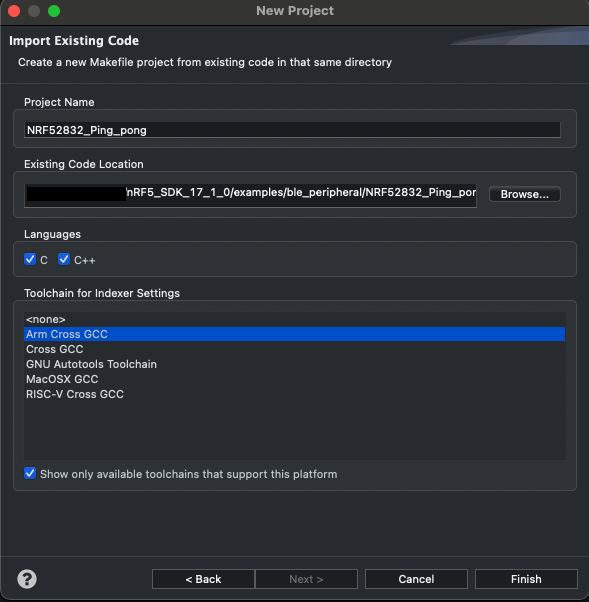 New Project
Import Existing Code
Create a new Makefile project from existing code in that same directory
Project Name
NRF52832_Ping_pong
Existing Code Location
/nRF5_SDK_17_1_0/examples/ble_peripheral/NRF52832_Ping_pon
Browse...
Languages
C C++
Toolchain for Indexer Settings
<none>
Arm Cross GCC
Cross GCC
GNU Autotools Toolchain
MacOSX GCC
RISC-V Cross GCC
Show only available toolchains that support this platform
? < Back Next > Cancel Finish